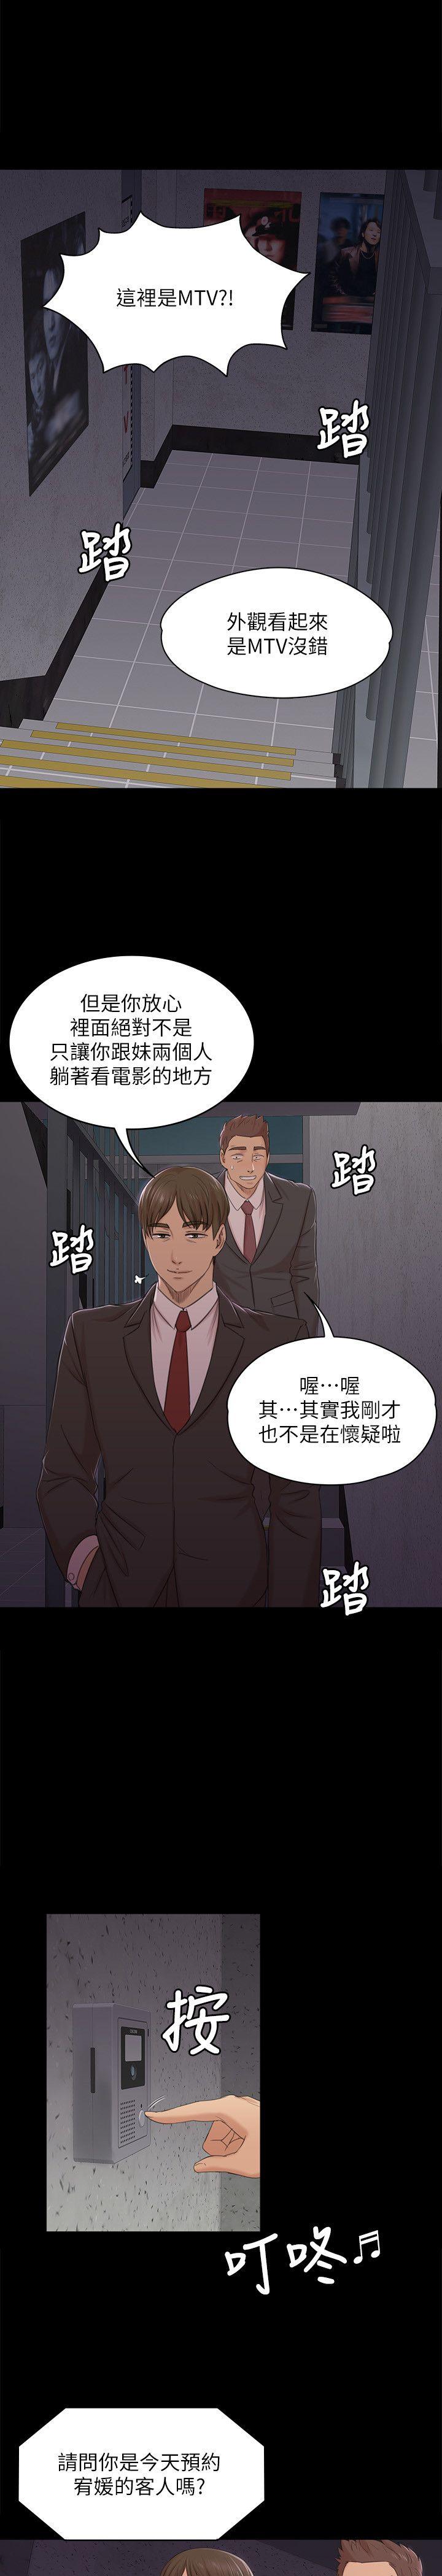 這裡是MTV?!
踏
踏
外觀看起來
是MTV沒錯
但是你放心
裡面絕對不是
只讓你跟妹兩個人
躺著看電影的地方
踏
踏
喔…喔
其…其實我剛才
也不是在懷疑啦
踏
按
叮咚♬
請問你是今天預約
宥媛的客人嗎?